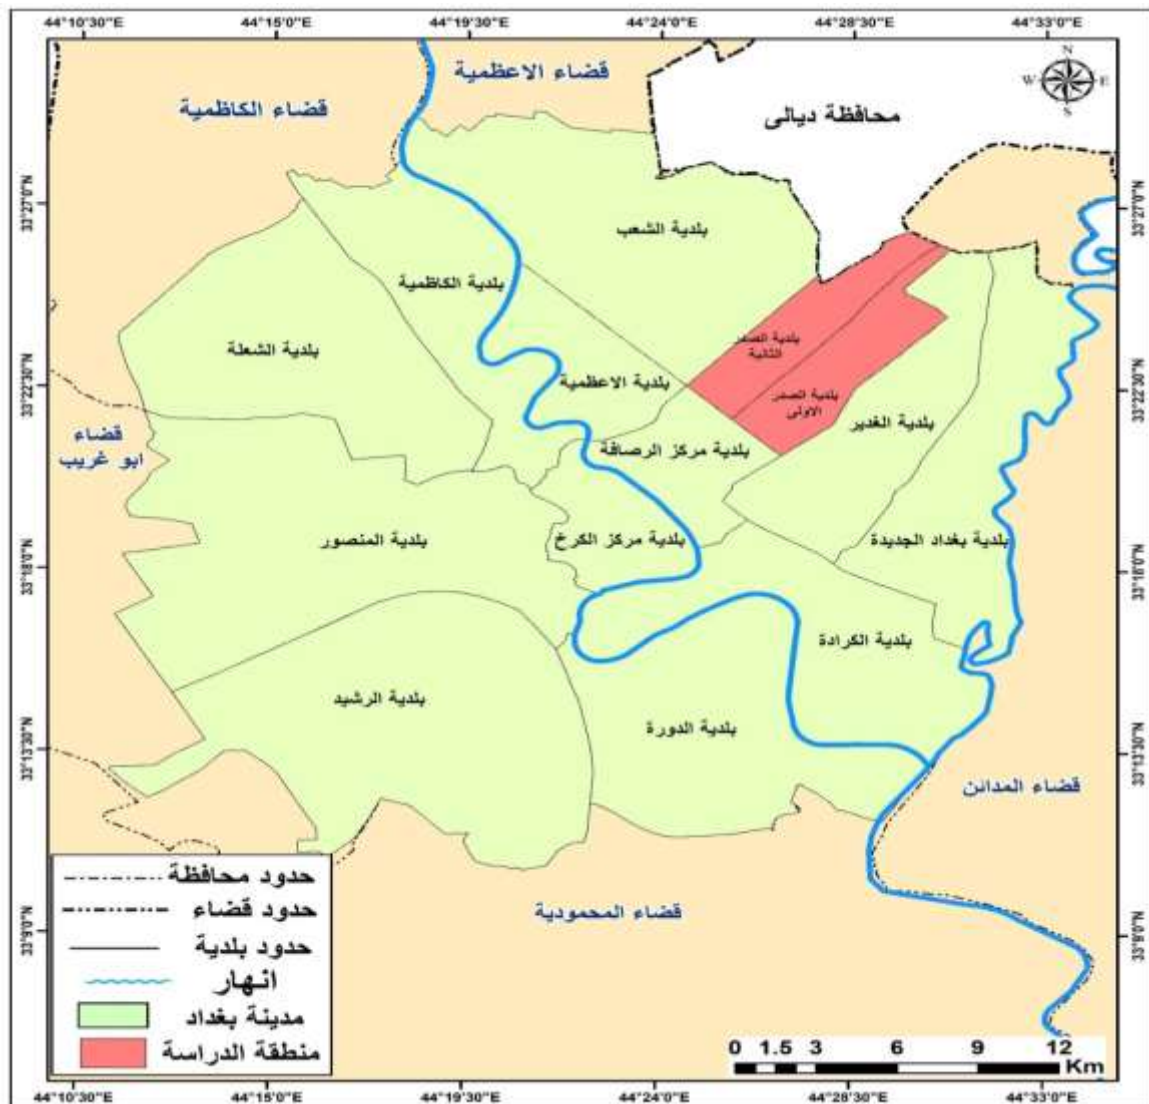 44°10'30"E
44°15'0"E
44°19'30"E
44°24'0"E
44°28'30"E
44°33'0"E
قضاء الاعظمية
قضاء الكاظمية
محافظة ديالى
N
W
E
S
33°27'0"N
33°27'0"N
بلدية الشعب
بلدية الكاظمية
بلدية الشعلة
بلدية الصدر
الثانية
33°22'30"N
33°22'30"N
بلدية الاعظمية
بلدية الصدر
الاولى
بلدية الغدير
قضاء
ابو غريب
بلدية مركز الرصافة
بلدية المنصور
بلدية مركز الكرخ
بلدية بغداد الجديدة
33°18'0"N
33°18'0"N
بلدية الكرادة
بلدية الرشيد
بلدية الدورة
33°13'30"N
33°13'30"N
قضاء المدائن
قضاء المحمودية
33°9'0"N
33°9'0"N
حدود محافظة
حدود قضاء
حدود بلدية
انهار
مدينة بغداد
منطقة الدراسة
0 1.5 3 6 9 12
Km
44°10'30"E
44°15'0"E
44°19'30"E
44°24'0"E
44°28'30"E
44°33'0"E